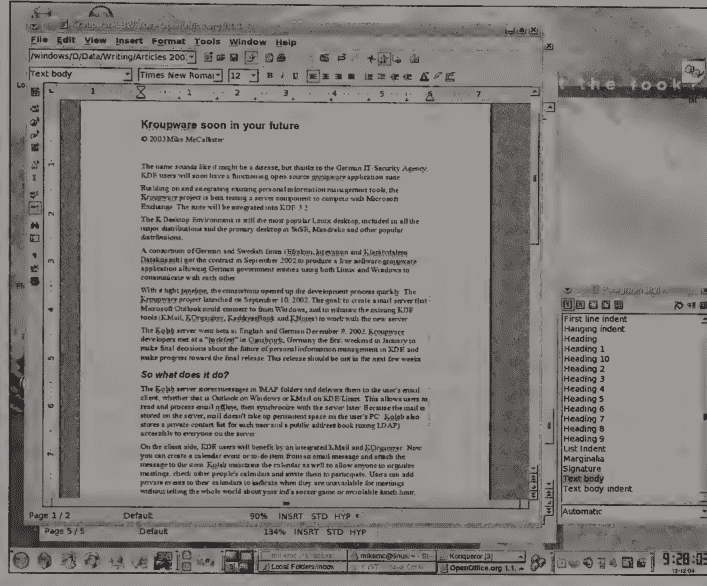 File Edit View Insert Format Tools Window Help
/windows/D/Data/Writing/Articles 200
Text body Times New Roma 12 B i U
the look
Kroupware soon in your future
© 2003 Mike McCallister
The name sounds like it might be a disease, but thanks to the German IT-Security Agency,
KDE users will soon have a functioning open source groupware application suite.
Building on and integrating existing personal information management tools, the
Kroupware project is beta testing a server component to compete with Microsoft
Exchange. The suite will be integrated into KDE 3.2
The K Desktop Environment is still the most popular Linux desktop, included in all the
major distributions and the primary desktop in SuSE, Mandrake and other popular
distributions.
A consortium of German and Swedish firms (Erfrakon, Intevation and Klarälvdalens
Datakonsult) got the contract in September 2002 to produce a free software groupware
application allowing German government entities using both Linux and Windows to
communicate with each other
With a tight timeline, the consortium opened up the development process quickly. The
Kroupware project launched on September 10, 2002. The goal: to create a mail server that
Microsoft Outlook could connect to from Windows, and to enhance the existing KDE
tools (KMail, KOrganizer, Kaddressbook and KNotes) to work with the new server
The Kolab server went beta in English and German December 9, 2002. Kroupware
developers met at a "hackfest" in Osnabruck, Germany the first weekend in January to
make final decisions about the future of personal information management in KDE and
make progress toward the final release. This release should be out in the next few weeks
So what does it do?
The Kolab server stores messages in IMAP folders and delivers them to the user's email
client, whether that is Outlook on Windows or KMail on KDE/Linux. This allows users to
read and process email offline, then synchronize with the server later. Because the mail is
stored on the server, mail doesn't take up permanent space on the user's PC. Kolab also
stores a private contact list for each user and a public address book (using LDAP)
accessible to everyone on the server
On the client side, KDE users will benefit by an integrated KMail and KOrganizer. Now
you can create a calendar event or to-do item from an email message and attach the
message to the item. Kolab maintains the calendar as well to allow anyone to organize
meetings, check other people's calendars and invite them to participate. Users can add
private events to their calendars to indicate when they are unavailable for meetings
without telling the whole world about your kid's soccer game or inviolable lunch hour.
First line indent
Hanging indent
Heading
Heading 1
Heading 10
Heading 2
Heading 3
Heading 4
Heading 5
Heading 6
Heading 7
Heading 8
Heading 9
List Indent
Marginalia
Signature
Text body
Text body indent
Automatic
Page 1 / 2 Default 90% INSRT STD HYP *
Page 5 / 5 Default 134% INSRT STD HYP
mikemc@linux:~ - Sh Konqueror [3]
Local Folders/inbox OpenOffice.org 1.1.
9:28:03
12-12-04